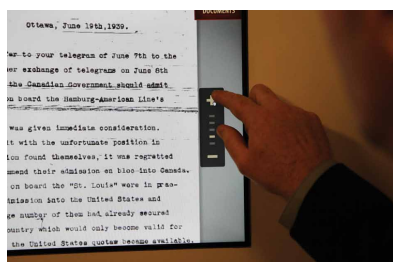 DOCUMENTS
Ottawa, June 19th, 1939.
to your telegram of June 7th to the
exchange of telegrams on June 8th
the Canadian Government should admit
on board the Hamburg-American Line's
was given immediate consideration.
it with the unfortunate position in
found themselves, it was regretted
their admission en bloc into Canada.
on board the "St. Louis" were in
admission into the United States and
number of them had already secured
country which would only become valid for
the United States quotas became available.